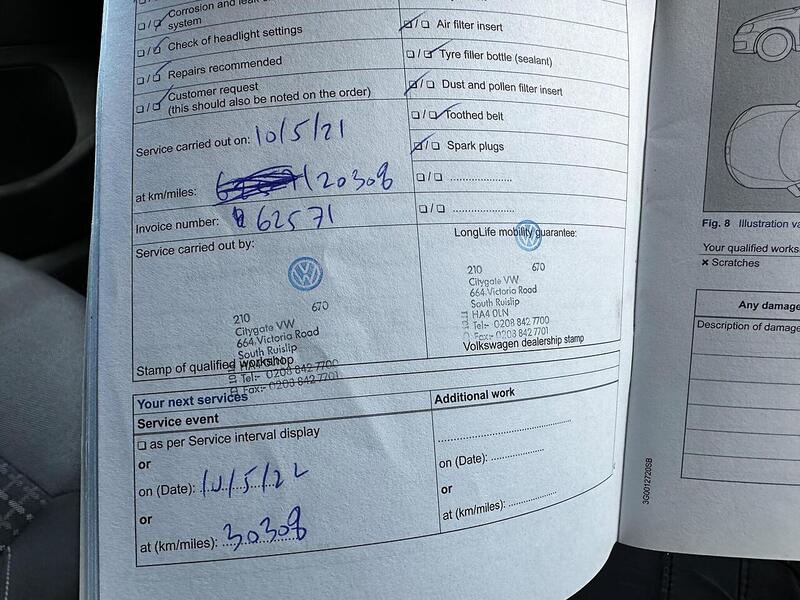 Corrosion and leak
system
Check of headlight settings
Repairs recommended
Customer request
(this should also be noted on the order)
Service carried out on: 10/5/21
at km/miles: 20308
Invoice number: 62571
Service carried out by:
210 670
Citygate VW
664 Victoria Road
South Ruislip
HA4 0LN
Tel:- 0208 842 7700
Fax:- 0208 842 7701
Stamp of qualified workshop
Air filter insert
Tyre filler bottle (sealant)
Dust and pollen filter insert
Toothed belt
Spark plugs
LongLife mobility guarantee:
210 670
Citygate VW
664 Victoria Road
South Ruislip
HA4 0LN
Tel:- 0208 842 7700
Fax:- 0208 842 7701
Volkswagen dealership stamp
Your next services
Service event
as per Service interval display
or
on (Date): 10/5/22
or
at (km/miles): 30308
Additional work
on (Date):
or
at (km/miles):
Fig. 8 Illustration
Your qualified
× Scratches
Any damage
Description of damage
3G0012720SB